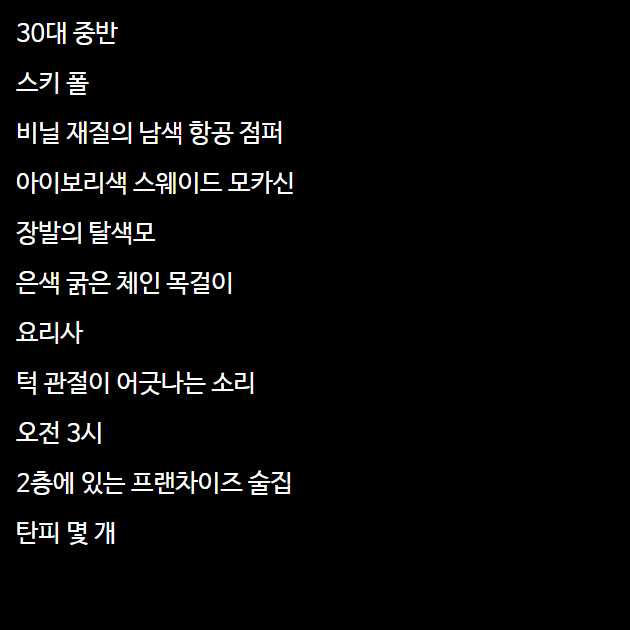 30대 중반
스키 폴
비닐 재질의 남색 항공 점퍼
아이보리색 스웨이드 모카신
장발의 탈색모
은색 굵은 체인 목걸이
요리사
턱 관절이 어긋나는 소리
오전 3시
2층에 있는 프랜차이즈 술집
탄피 몇 개